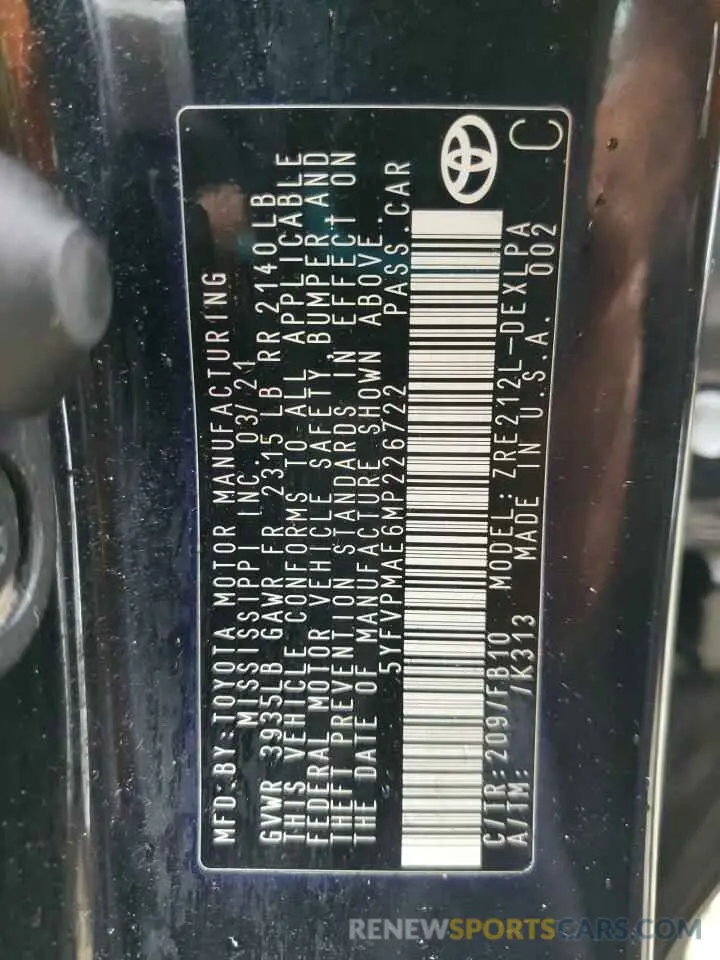 MFD.BY:TOYOTA MOTOR MANUFACTURING
MISSISSIPPI INC. 03/21
GVWR 3935LB GAWR FR 2315 LB RR 2140LB
THIS VEHICLE CONFORMS TO ALL APPLICABLE
FEDERAL MOTOR VEHICLE SAFETY, BUMPER AND
THEFT PREVENTION STANDARDS IN EFFECT ON
THE DATE OF MANUFACTURE SHOWN ABOVE.
5YFVPMAE6MP226722 PASS.CAR
C/TR:209/FB10 MODEL:ZRE212L-DEXLPA
A/TM: /K313 MADE IN U.S.A. 002
C
RENEWSPORTSCARS.COM